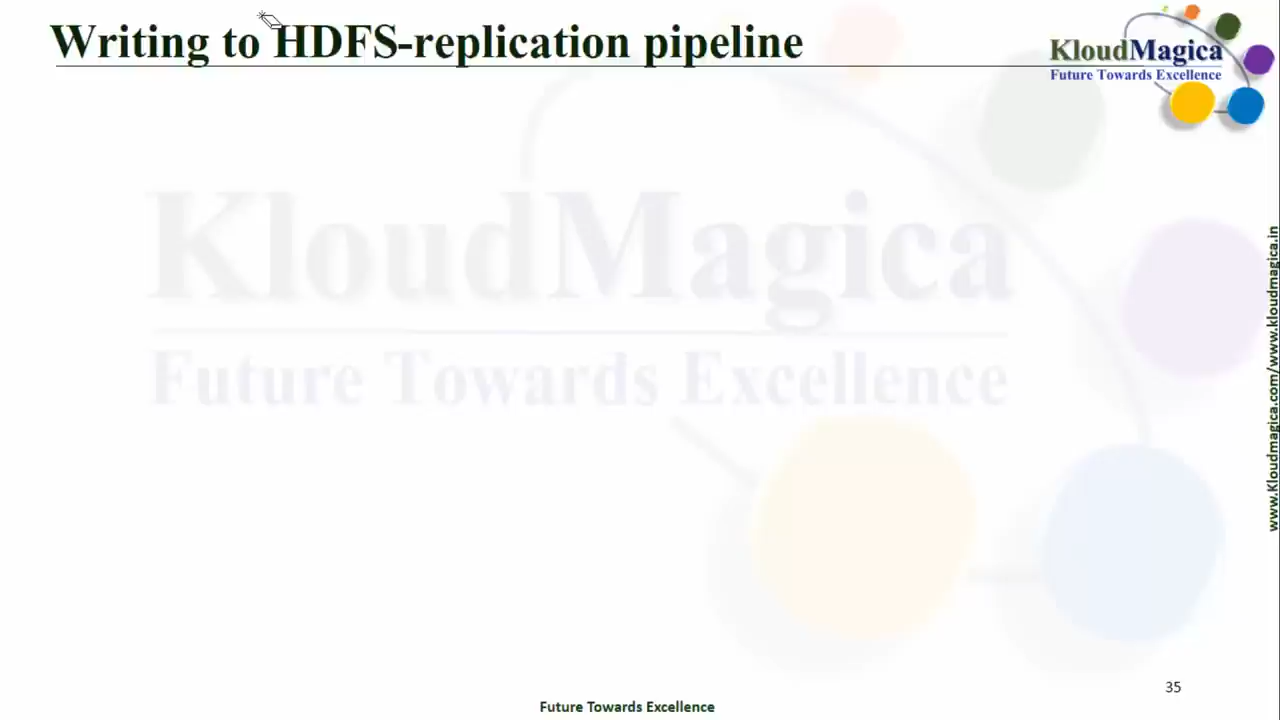 Writing to HDFS-replication pipeline
KloudMagica
Future Towards Excellence
KloudMagica
Future Towards Excellence
www.Kloudmagica.com/www.kloudmagica.in
35
Future Towards Excellence